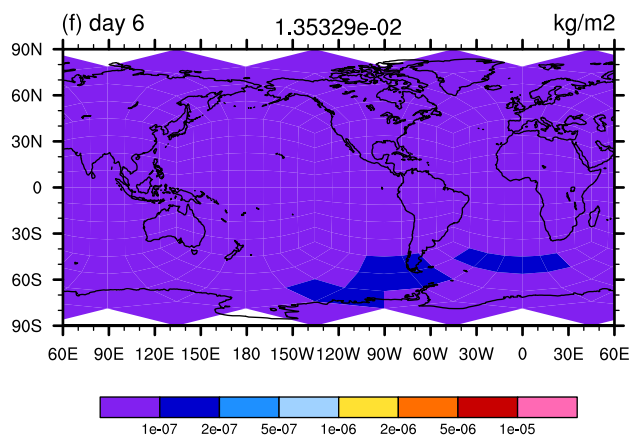 (f) day 6 1.35329e-02 kg/m2
90N
60N
30N
0
30S
60S
90S
60E 90E 120E 150E 180 150W 120W 90W 60W 30W 0 30E 60E
1e-07 2e-07 5e-07 1e-06 2e-06 5e-06 1e-05